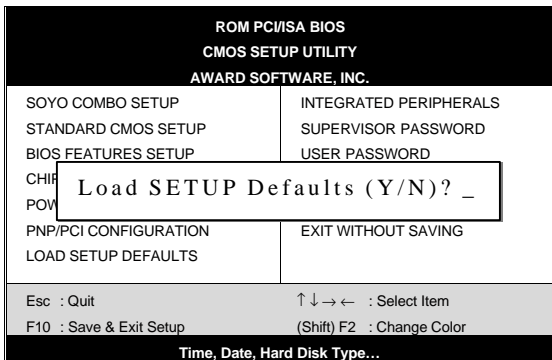 ROM PCI/ISA BIOS
CMOS SETUP UTILITY
AWARD SOFTWARE, INC.
SOYO COMBO SETUP
INTEGRATED PERIPHERALS
STANDARD CMOS SETUP
SUPERVISOR PASSWORD
BIOS FEATURES SETUP
USER PASSWORD
Load SETUP Defaults (Y/N)? _
PNP/PCI CONFIGURATION
EXIT WITHOUT SAVING
LOAD SETUP DEFAULTS
Esc : Quit
↑↓→← : Select Item
F10 : Save & Exit Setup
(Shift) F2 : Change Color
Time, Date, Hard Disk Type…